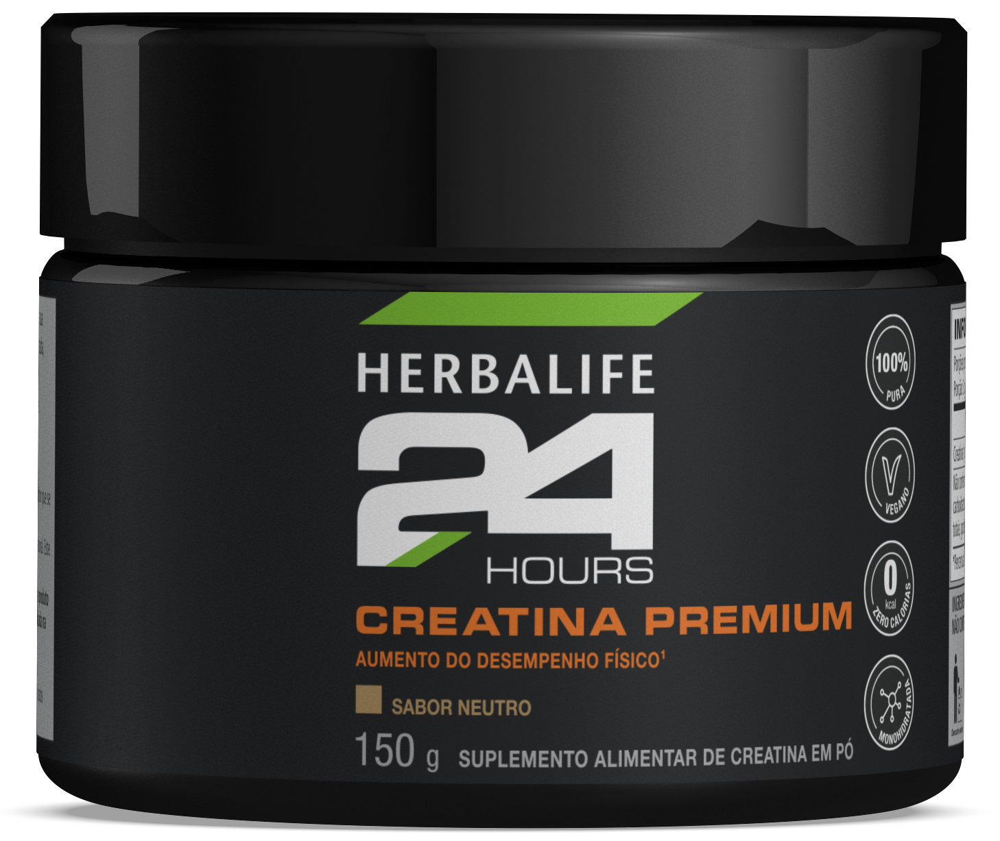 HERBALIFE
24
HOURS
CREATINA PREMIUM
AUMENTO DO DESEMPENHO FÍSICO¹
SABOR NEUTRO
150 g SUPLEMENTO ALIMENTAR DE CREATINA EM PÓ
100%
PURA
VEGANO
0
kcal
ZERO CALORIAS
MONOHIDRATADA